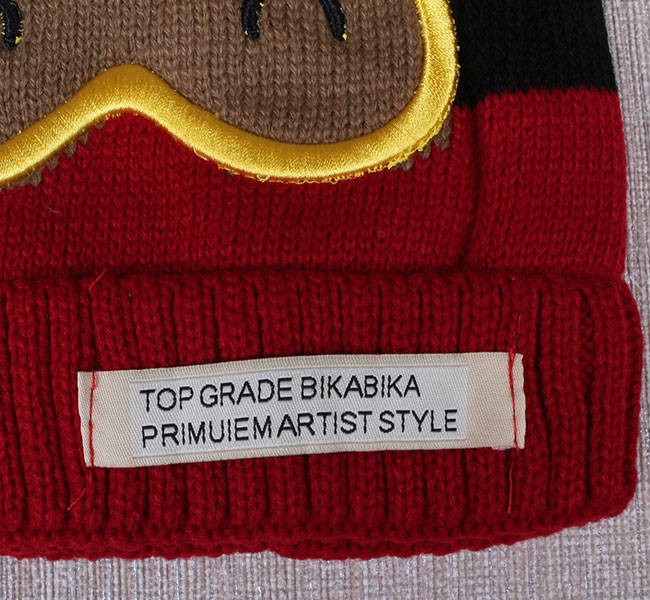 TOP GRADE BIKABIKA
PRIMUIEM ARTIST STYLE